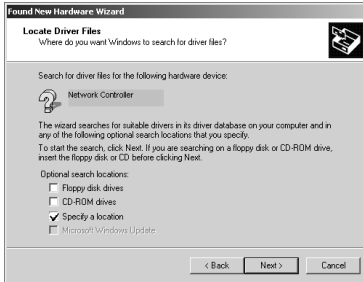 Found New Hardware Wizard
Locate Driver Files
Where do you want Windows to search for driver files?
Search for driver files for the following hardware device:
Network Controller
The wizard searches for suitable drivers in its driver database on your computer and in
any of the following optional search locations that you specify.
To start the search, click Next. If you are searching on a floppy disk or CD-ROM drive,
insert the floppy disk or CD before clicking Next.
Optional search locations:
Floppy disk drives
CD-ROM drives
Specify a location
Microsoft Windows Update
< Back
Next >
Cancel